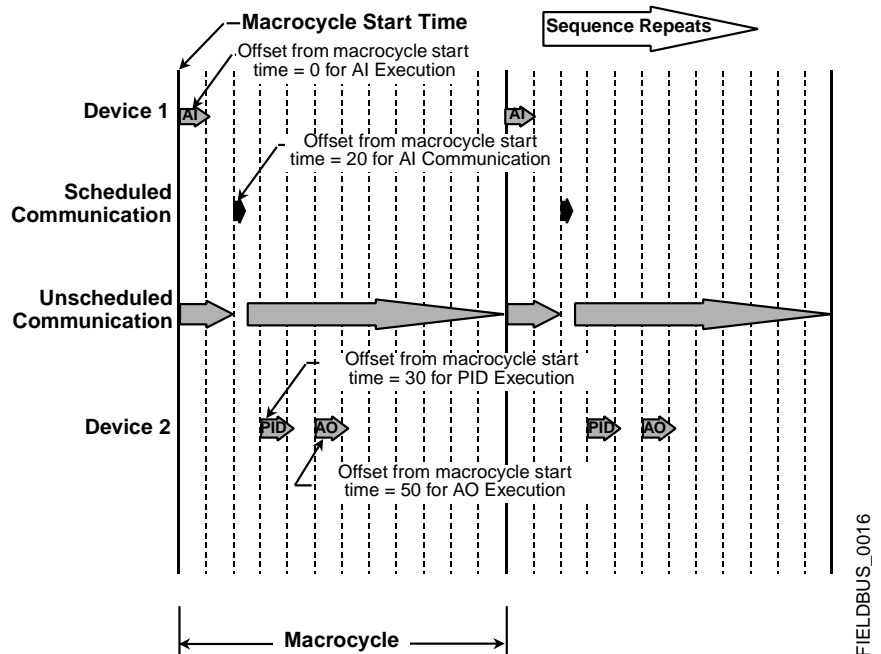 Macrocycle Start Time
Sequence Repeats
Offset from macrocycle start
time = 0 for AI Execution
Device 1
AI
AI
Offset from macrocycle start
time = 20 for AI Communication
Scheduled
Communication
Unscheduled
Communication
Offset from macrocycle start
time = 30 for PID Execution
Device 2
PID
AO
PID
AO
Offset from macrocycle start
time = 50 for AO Execution
Macrocycle
FIELDBUS_0016